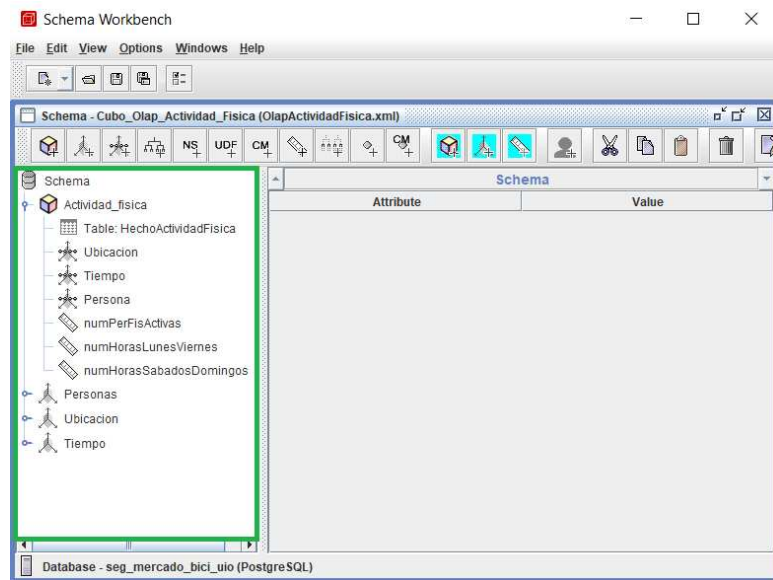 Schema Workbench
File Edit View Options Windows Help
Schema - Cubo_Olap_Actividad_Fisica (OlapActividadFisica.xml)
NS UDF CM CM
Schema
Actividad_fisica
Table: HechoActividadFisica
Ubicacion
Tiempo
Persona
numPerFisActivas
numHorasLunesViernes
numHorasSabadosDomingos
Personas
Ubicacion
Tiempo
Schema
Attribute Value
Database - seg_mercado_bici_uio (PostgreSQL)